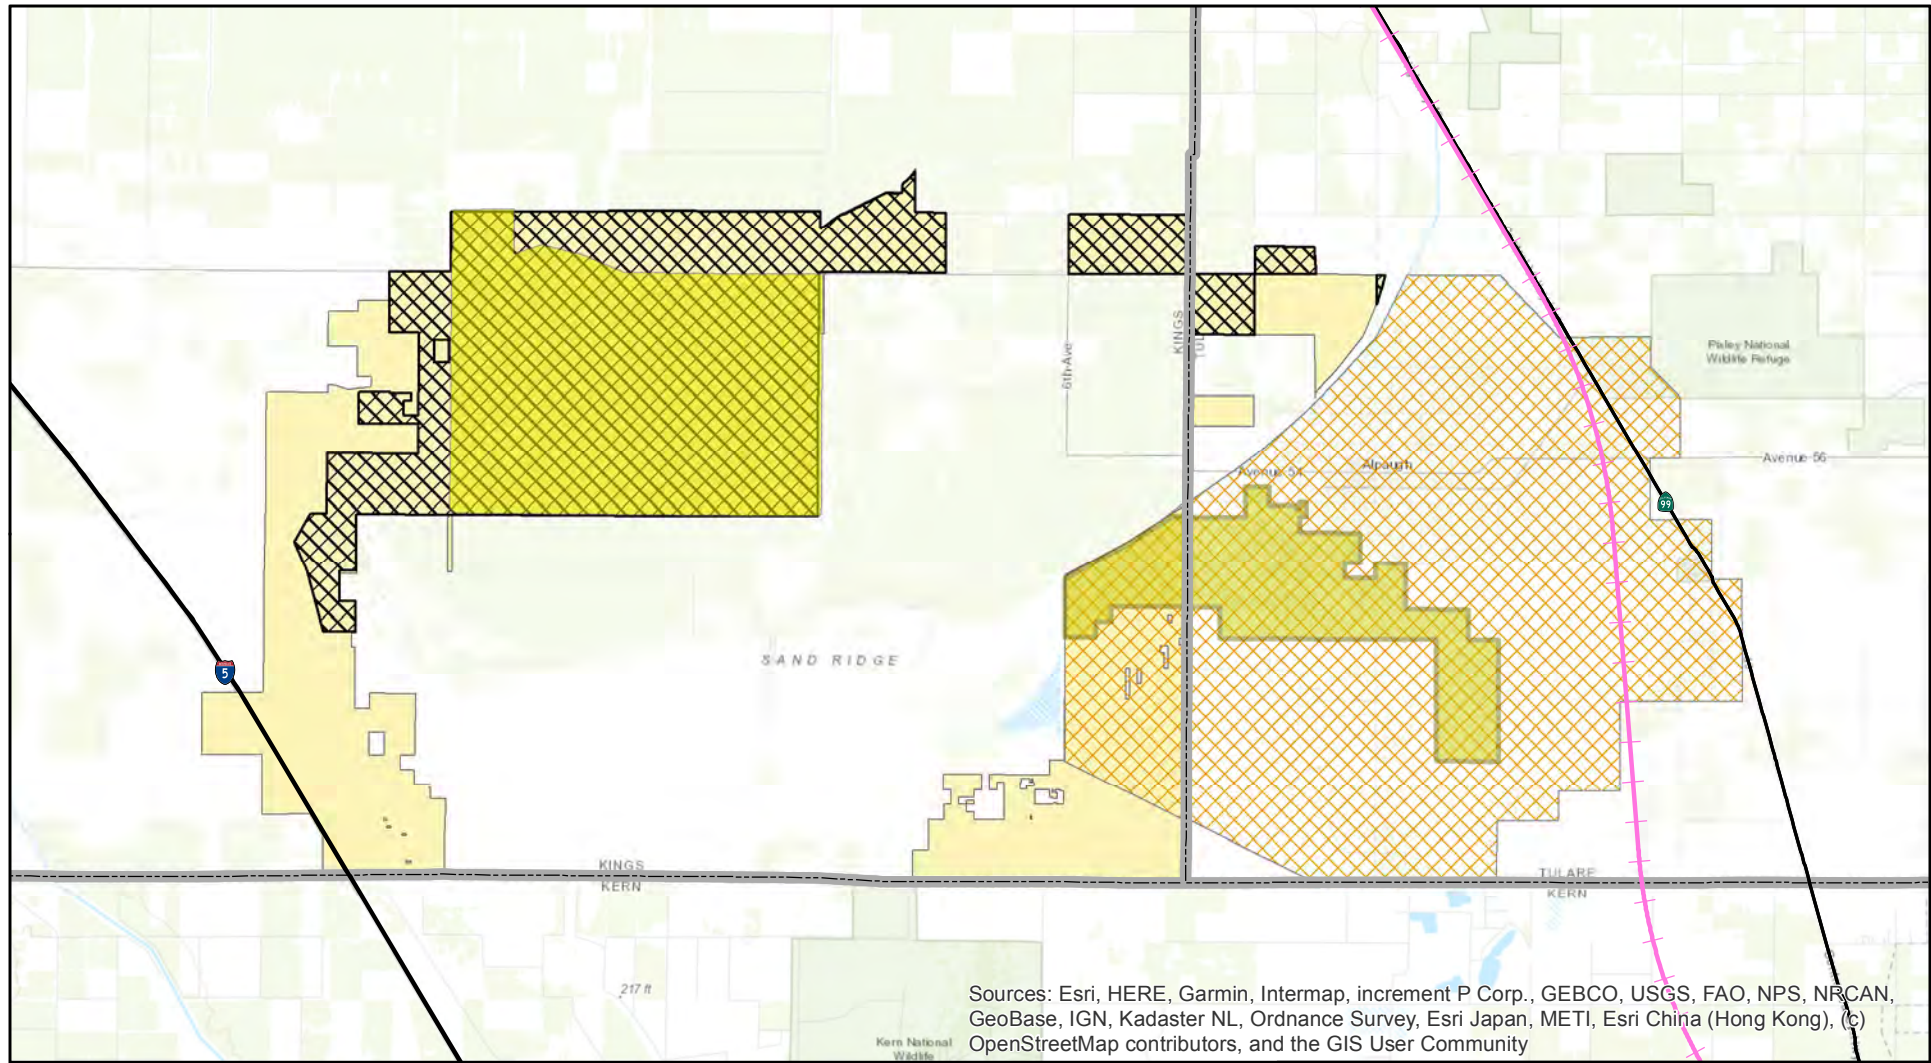 KINGS
TUL
6th Ave
Pixley National
Wildlife Refuge
Avenue 54
Alpaugh
Avenue 56
99
SAND RIDGE
5
KINGS
KERN
TULARE
KERN
217 ft
Kern National
Wildlife
Sources: Esri, HERE, Garmin, Intermap, increment P Corp., GEBCO, USGS, FAO, NPS, NRCAN,
GeoBase, IGN, Kadaster NL, Ordnance Survey, Esri Japan, METI, Esri China (Hong Kong), (c)
OpenStreetMap contributors, and the GIS User Community